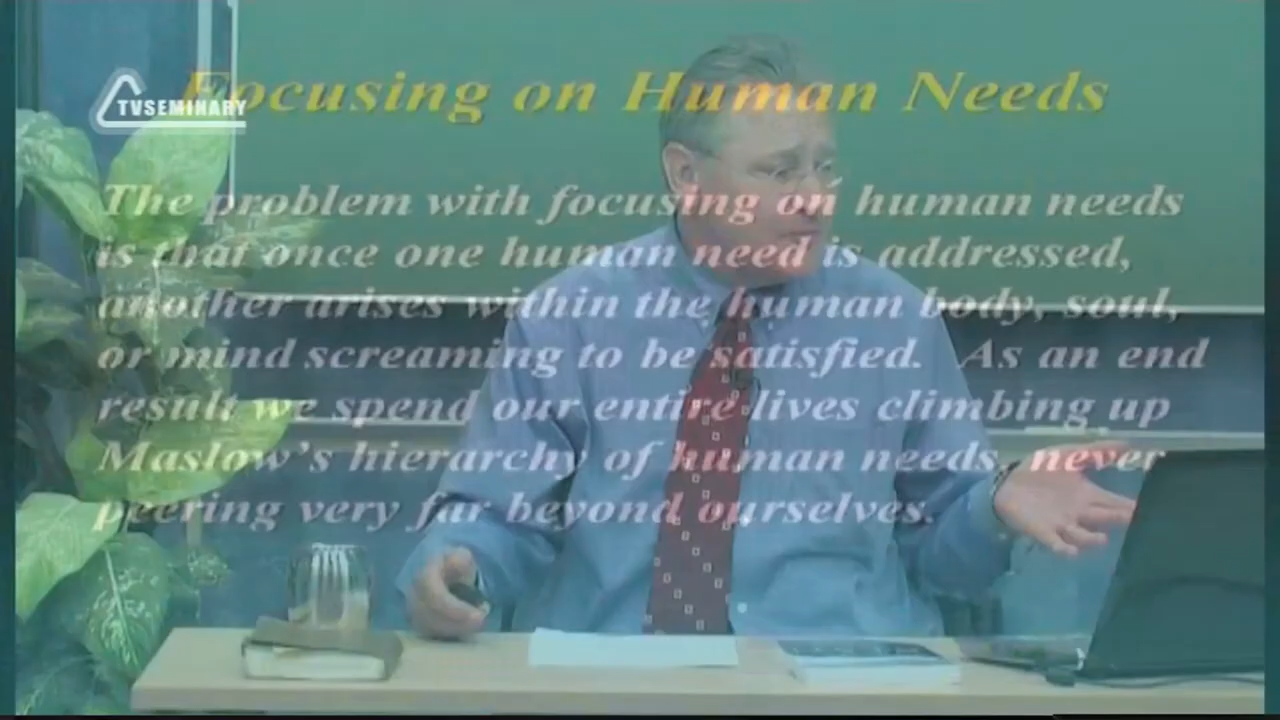 TVSEMINARY
Focusing on Human Needs
The problem with focusing on human needs
is that once one human need is addressed,
another arises within the human body, soul,
or mind screaming to be satisfied. As an end
result we spend our entire lives climbing up
Maslow's hierarchy of human needs, never
peering very far beyond ourselves.